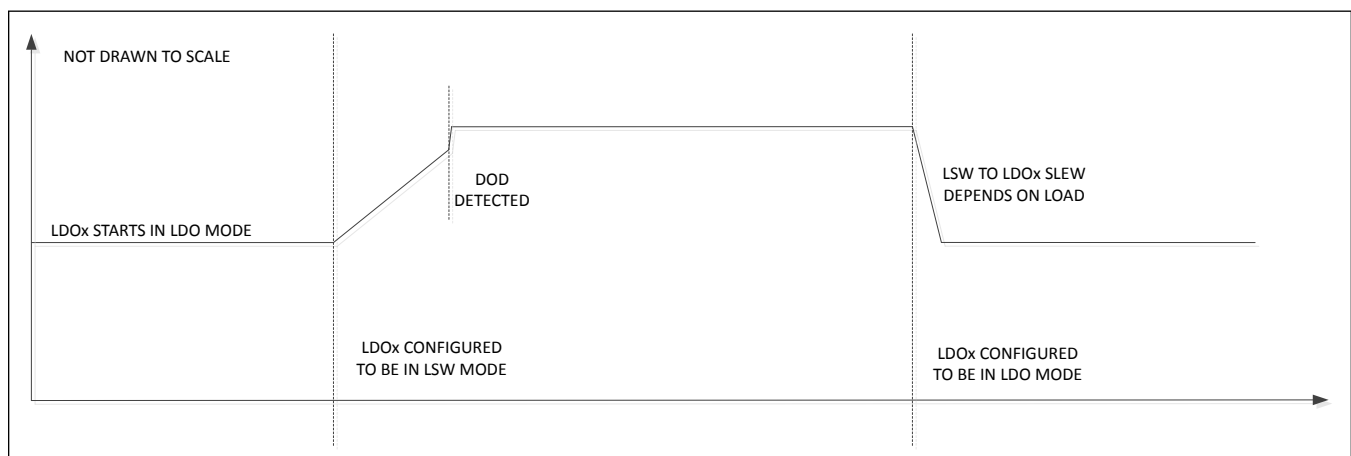 NOT DRAWN TO SCALE
DOD
DETECTED
LSW TO LDOx SLEW
DEPENDS ON LOAD
LDOx STARTS IN LDO MODE
LDOx CONFIGURED
TO BE IN LSW MODE
LDOx CONFIGURED
TO BE IN LDO MODE